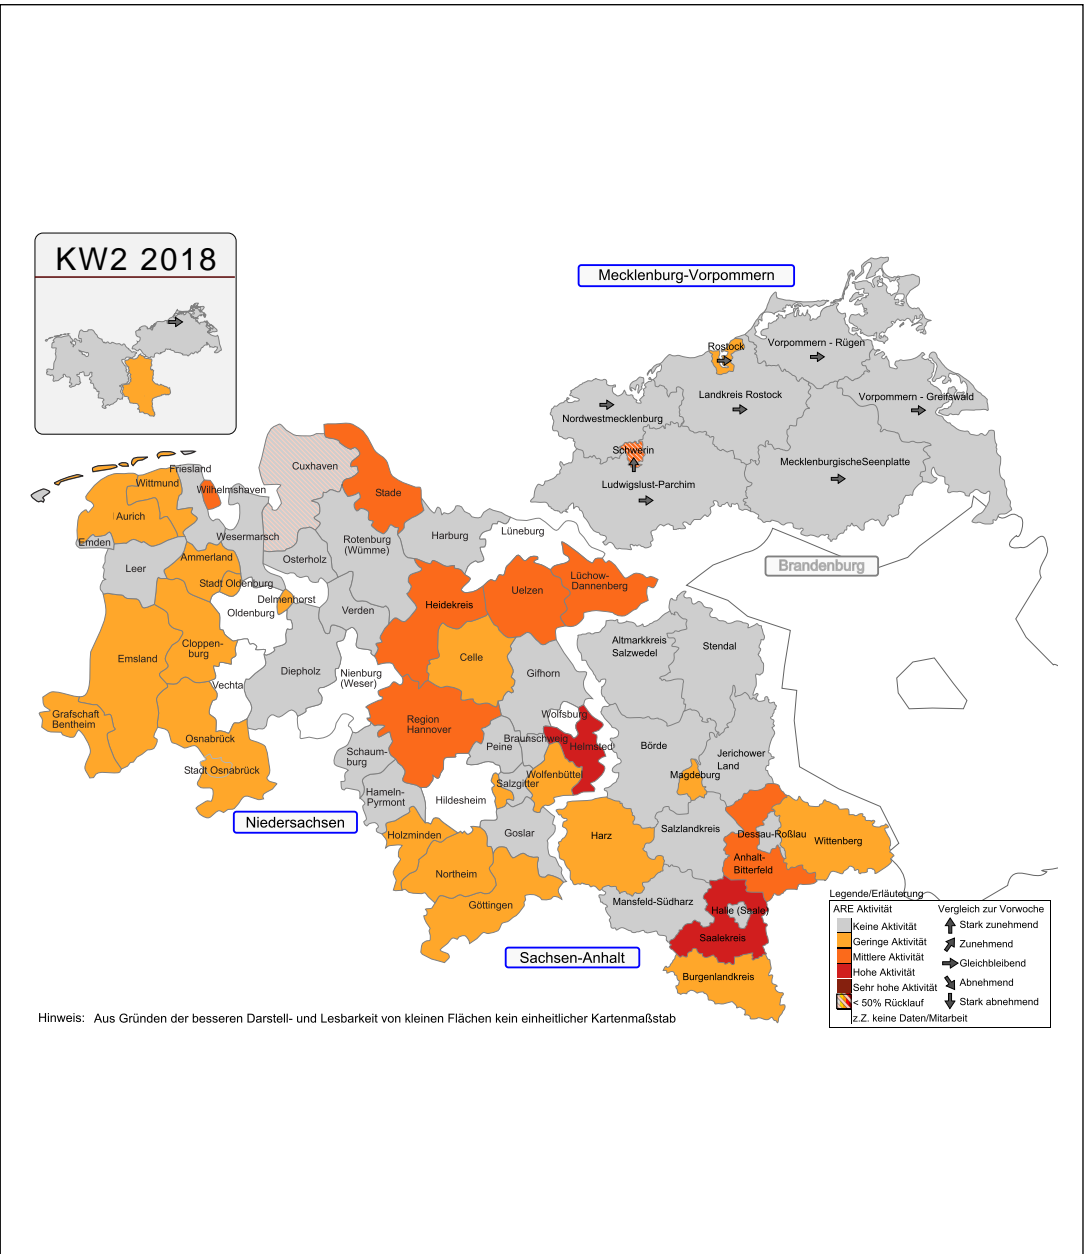 KW2 2018
Mecklenburg-Vorpommern
Rostock
Vorpommern - Rügen
Landkreis Rostock
Vorpommern - Greifswald
Nordwestmecklenburg
Schwerin
MecklenburgischeSeenplatte
Ludwigslust-Parchim
Brandenburg
Cuxhaven
Friesland
Wittmund
Wilhelmshaven
Stade
Aurich
Emden
Wesermarsch
Rotenburg
(Wümme)
Harburg
Lüneburg
Leer
Ammerland
Osterholz
Stadt Oldenburg
Delmenhorst
Oldenburg
Verden
Heidekreis
Uelzen
Lüchow-
Dannenberg
Emsland
Cloppen-
burg
Vechta
Diepholz
Nienburg
(Weser)
Celle
Gifhorn
Altmarkkreis
Salzwedel
Stendal
Grafschaft
Bentheim
Osnabrück
Stadt Osnabrück
Region
Hannover
Wolfsburg
Braunschweig
Helmstedt
Peine
Schaum-
burg
Wolfenbüttel
Salzgitter
Hameln-
Pyrmont
Hildesheim
Börde
Jerichower
Land
Magdeburg
Niedersachsen
Holzminden
Goslar
Harz
Salzlandkreis
Dessau-Roßlau
Wittenberg
Anhalt-
Bitterfeld
Northeim
Göttingen
Mansfeld-Südharz
Halle (Saale)
Saalekreis
Sachsen-Anhalt
Burgenlandkreis
Legende/Erläuterung
ARE Aktivität
Keine Aktivität
Geringe Aktivität
Mittlere Aktivität
Hohe Aktivität
Sehr hohe Aktivität
< 50% Rücklauf
z.Z. keine Daten/Mitarbeit
Vergleich zur Vorwoche
Stark zunehmend
Zunehmend
Gleichbleibend
Abnehmend
Stark abnehmend
Hinweis: Aus Gründen der besseren Darstell- und Lesbarkeit von kleinen Flächen kein einheitlicher Kartenmaßstab